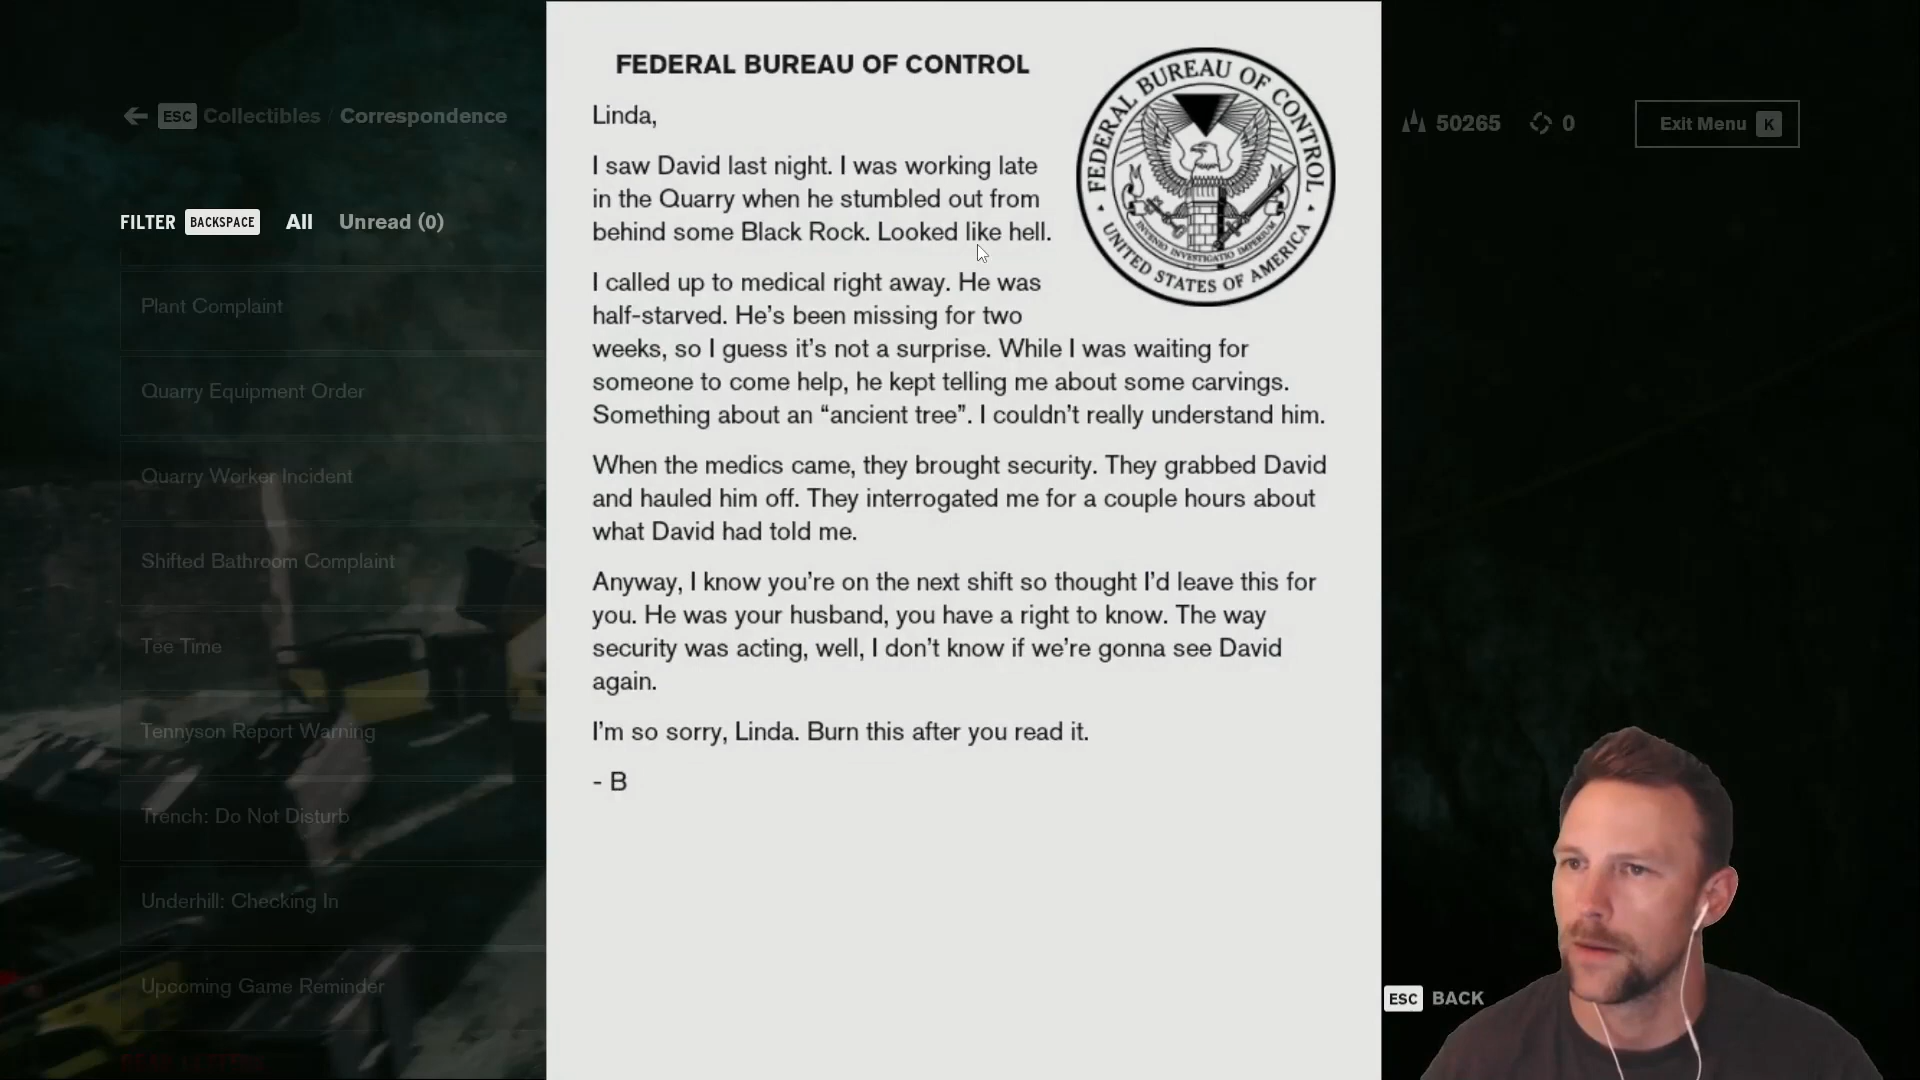 FEDERAL BUREAU OF CONTROL
FEDERAL BUREAU OF CONTROL
UNITED STATES OF AMERICA
INVENIO INVESTIGATIO IMPERIUM
ESC Collectibles / Correspondence
50265 0
Exit Menu K
FILTER BACKSPACE All Unread (0)
Plant Complaint
Quarry Equipment Order
Quarry Worker Incident
Shifted Bathroom Complaint
Tee Time
Tennyson Report Warning
Trench: Do Not Disturb
Underhill: Checking In
Upcoming Game Reminder
Linda,
I saw David last night. I was working late
in the Quarry when he stumbled out from
behind some Black Rock. Looked like hell.
I called up to medical right away. He was
half-starved. He’s been missing for two
weeks, so I guess it’s not a surprise. While I was waiting for
someone to come help, he kept telling me about some carvings.
Something about an “ancient tree”. I couldn’t really understand him.
When the medics came, they brought security. They grabbed David
and hauled him off. They interrogated me for a couple hours about
what David had told me.
Anyway, I know you’re on the next shift so thought I’d leave this for
you. He was your husband, you have a right to know. The way
security was acting, well, I don’t know if we’re gonna see David
again.
I’m so sorry, Linda. Burn this after you read it.
- B
ESC BACK